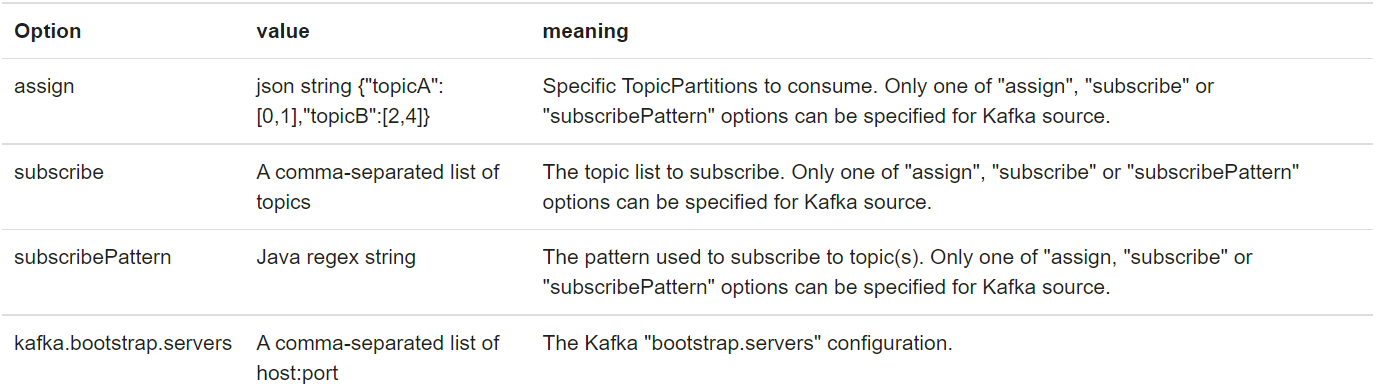 Option value meaning
assign json string {"topicA": Specific TopicPartitions to consume. Only one of "assign", "subscribe" or
[0,1],"topicB":[2,4]} "subscribePattern" options can be specified for Kafka source.
subscribe A comma-separated list of The topic list to subscribe. Only one of "assign", "subscribe" or "subscribePattern"
topics options can be specified for Kafka source.
subscribePattern Java regex string The pattern used to subscribe to topic(s). Only one of "assign, "subscribe" or
"subscribePattern" options can be specified for Kafka source.
kafka.bootstrap.servers A comma-separated list of The Kafka "bootstrap.servers" configuration.
host:port